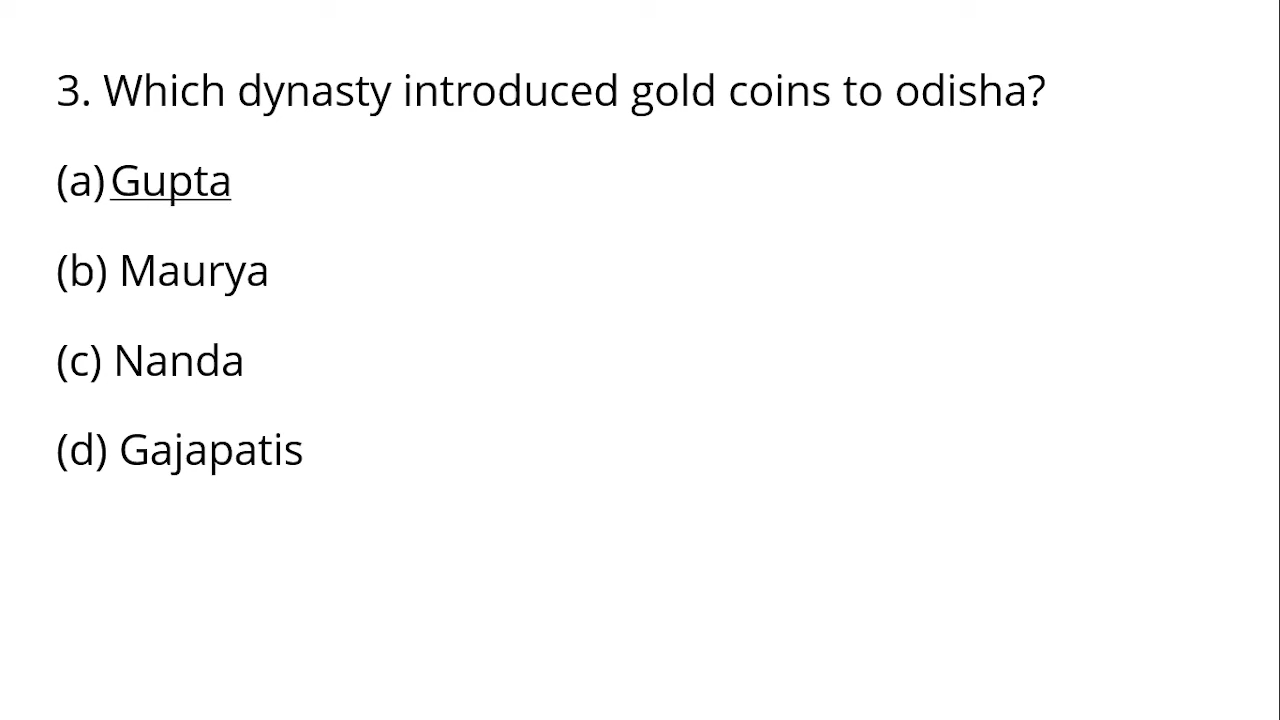 3. Which dynasty introduced gold coins to odisha?
(a) Gupta
(b) Maurya
(c) Nanda
(d) Gajapatis